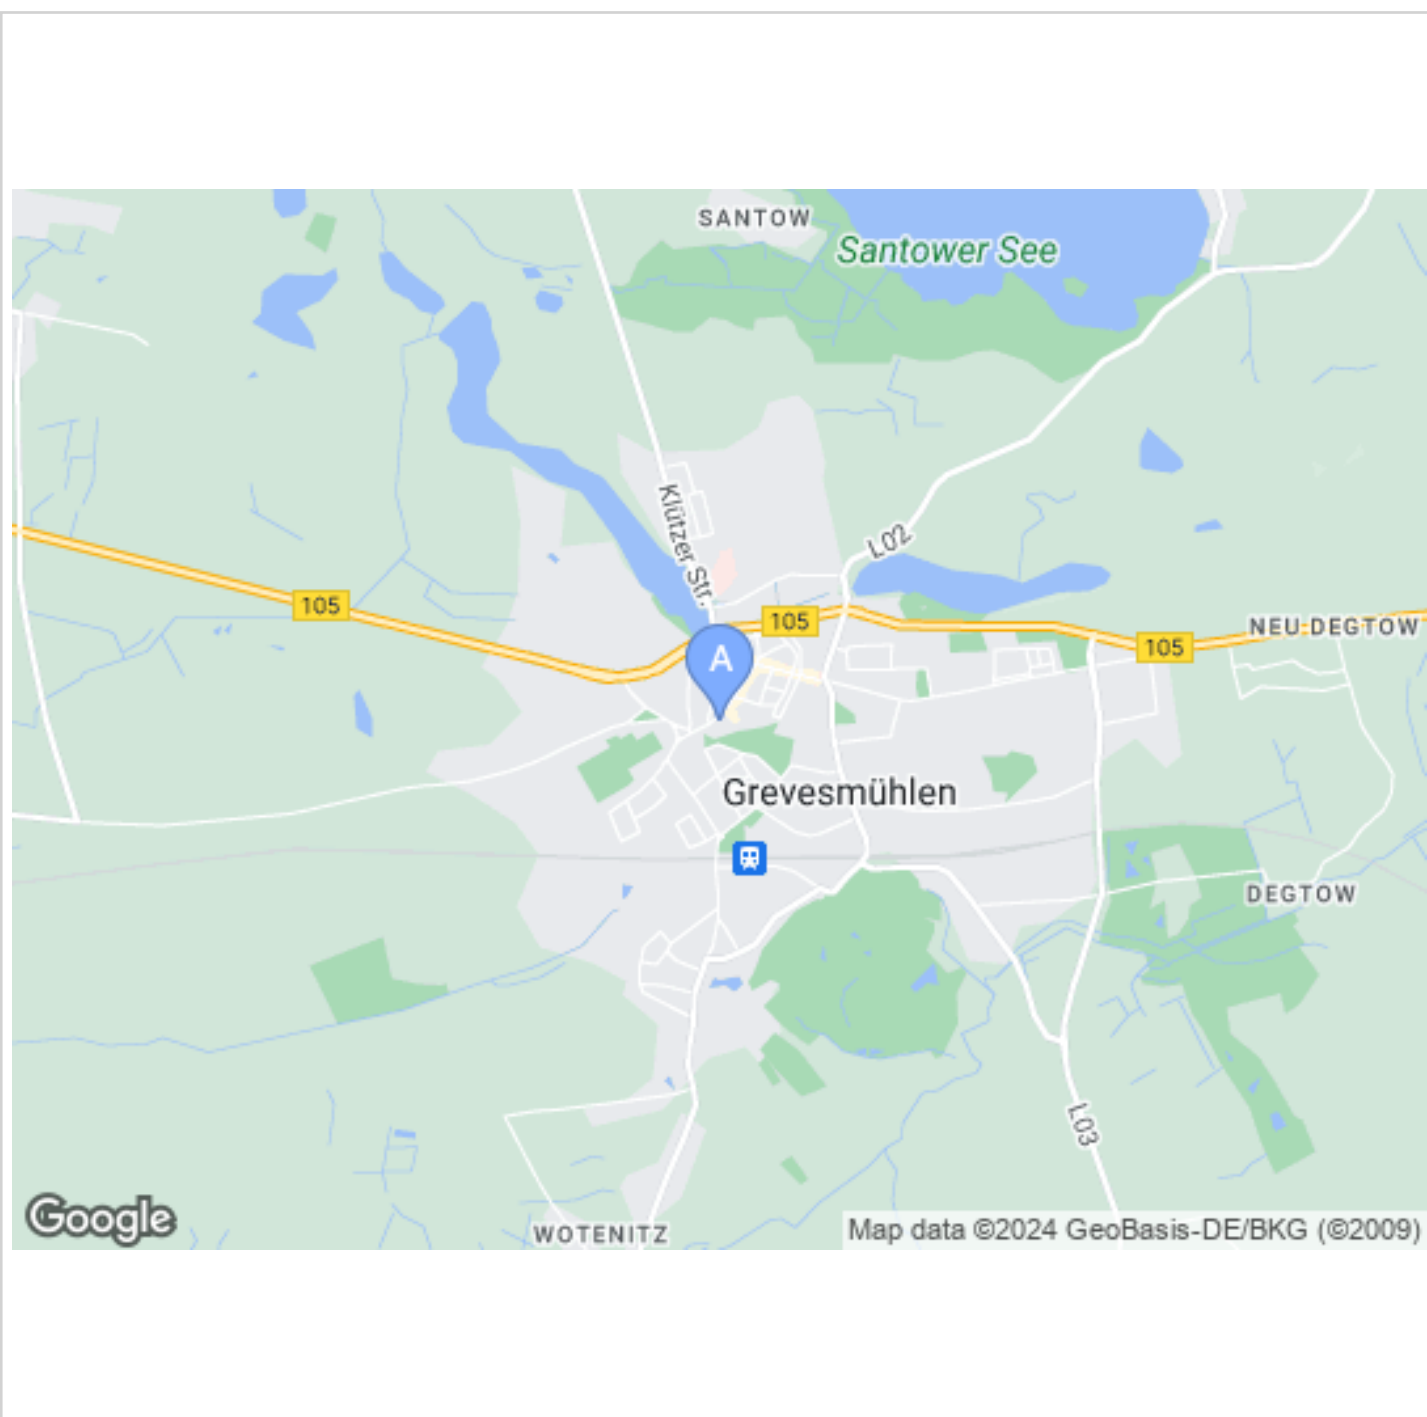 SANTOW
Santower See
Klützer Str.
L02
105
105
105
NEU DEGTOW
A
Grevesmühlen
DEGTOW
L03
WOTENITZ
Google
Map data ©2024 GeoBasis-DE/BKG (©2009)